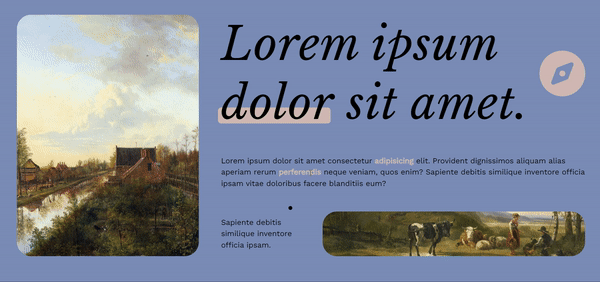 Lorem ipsum
dolor sit amet.
Lorem ipsum dolor sit amet consectetur adipisicing elit. Provident dignissimos aliquam alias
aperiam rerum perferendis neque veniam, quos enim? Sapiente debitis similique inventore officia
ipsam vitae doloribus facere blanditiis eum?
Sapiente debitis
similique inventore
officia ipsam.